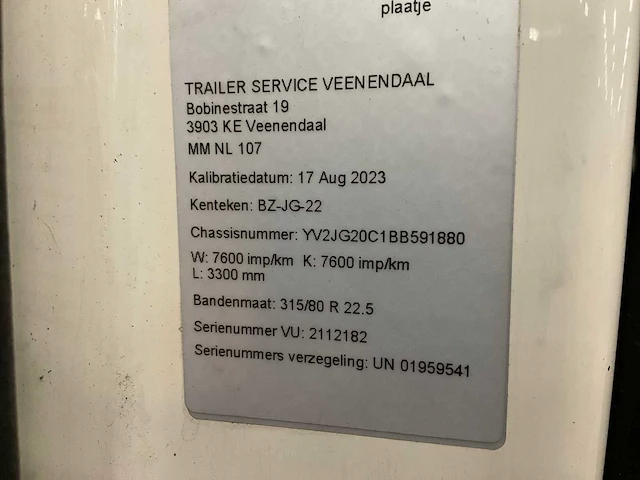 plaatje
TRAILER SERVICE VEENENDAAL
Bobinestraat 19
3903 KE Veenendaal
MM NL 107
Kalibratiedatum: 17 Aug 2023
Kenteken: BZ-JG-22
Chassisnummer: YV2JG20C1BB591880
W: 7600 imp/km K: 7600 imp/km
L: 3300 mm
Bandenmaat: 315/80 R 22.5
Serienummer VU: 2112182
Serienummers verzegeling: UN 01959541